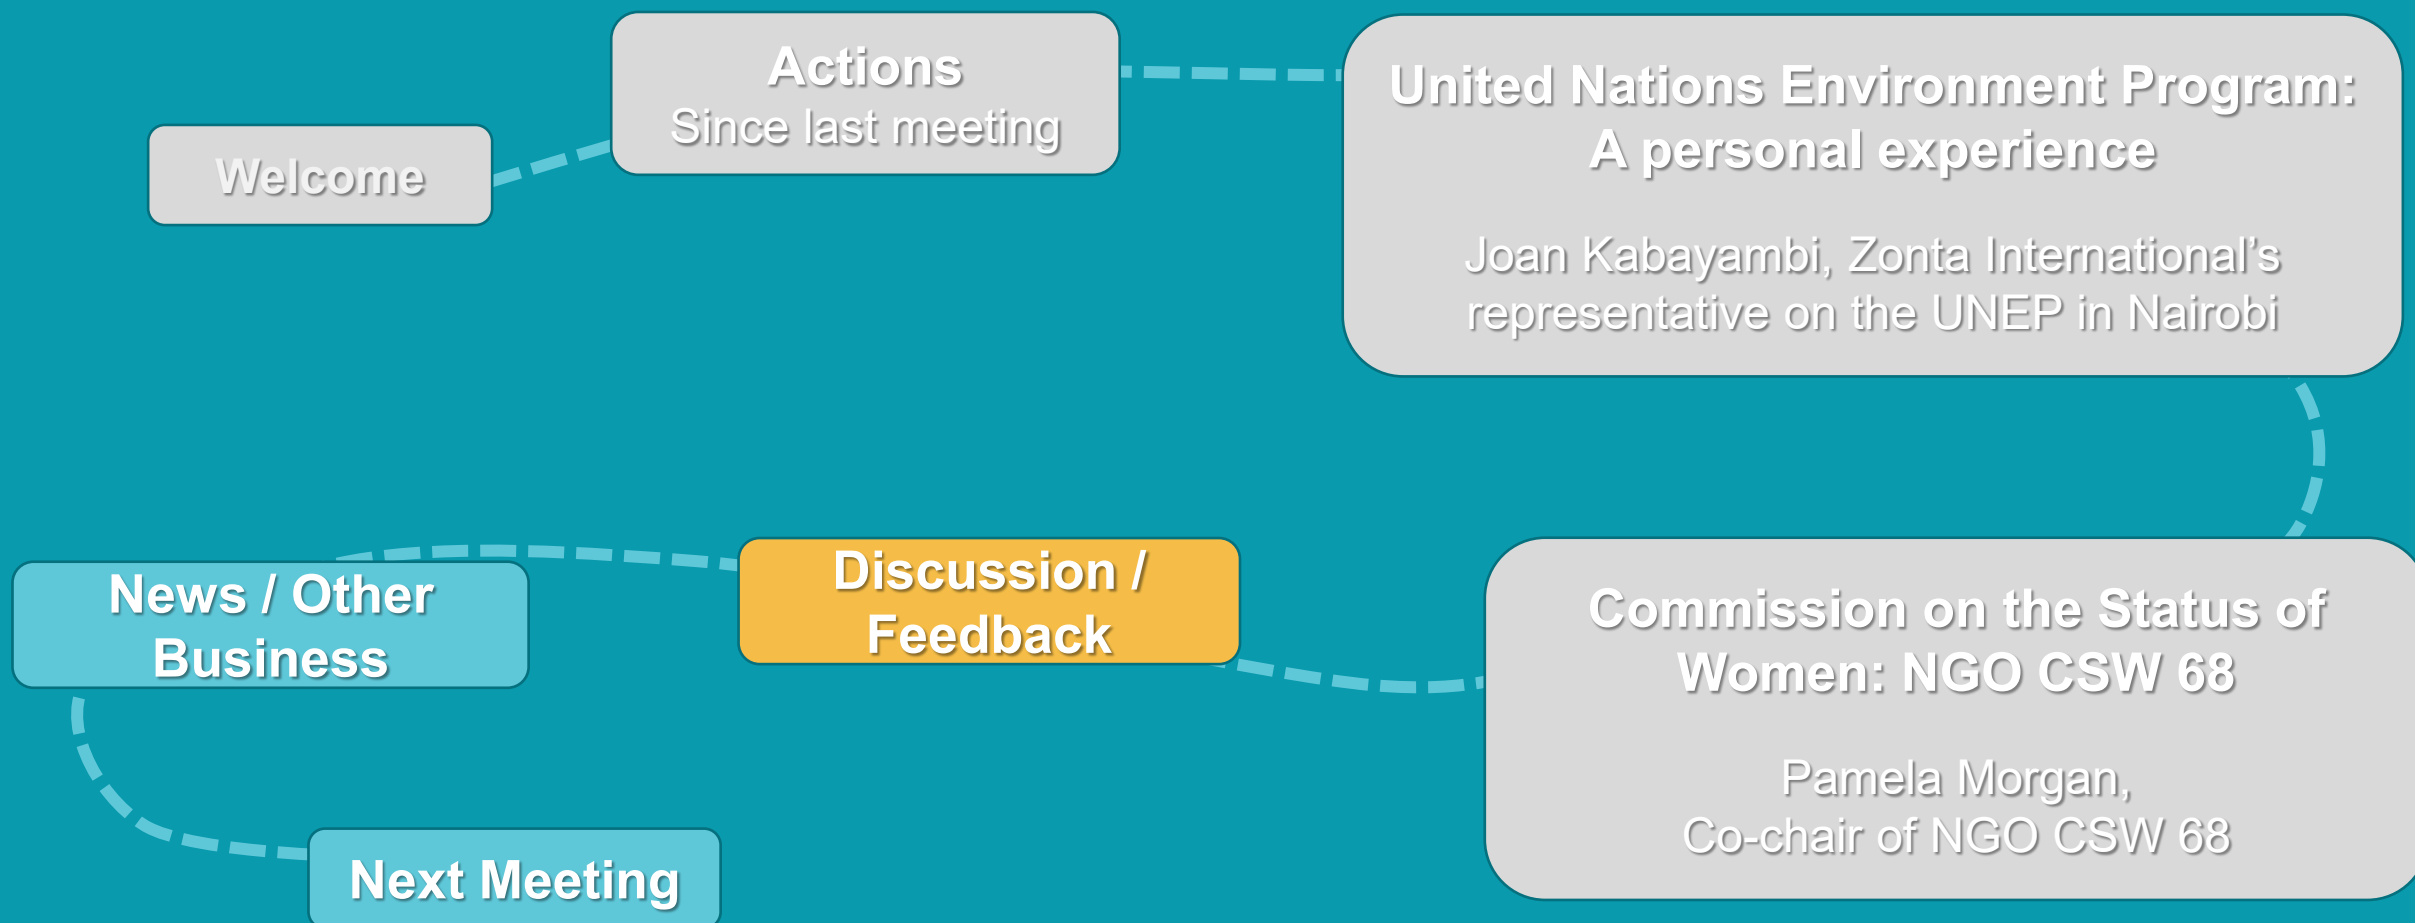 Welcome
Actions
Since last meeting
United Nations Environment Program:
A personal experience
Joan Kabayambi, Zonta International’s
representative on the UNEP in Nairobi
Commission on the Status of
Women: NGO CSW 68
Pamela Morgan,
Co-chair of NGO CSW 68
Discussion /
Feedback
News / Other
Business
Next Meeting